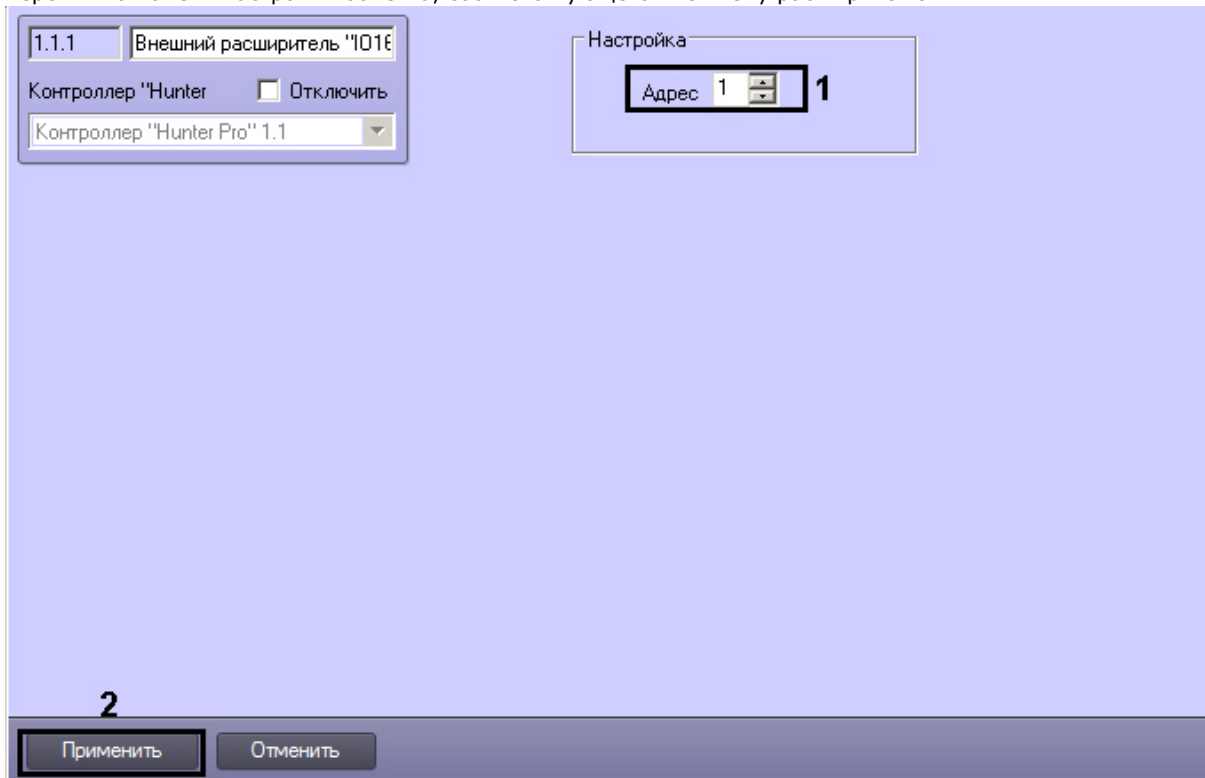 1.1.1 Внешний расширитель "IO16
Контроллер "Hunter Отключить
Контроллер "Hunter Pro" 1.1
Настройка
Адрес 1 1
2
Применить Отменить